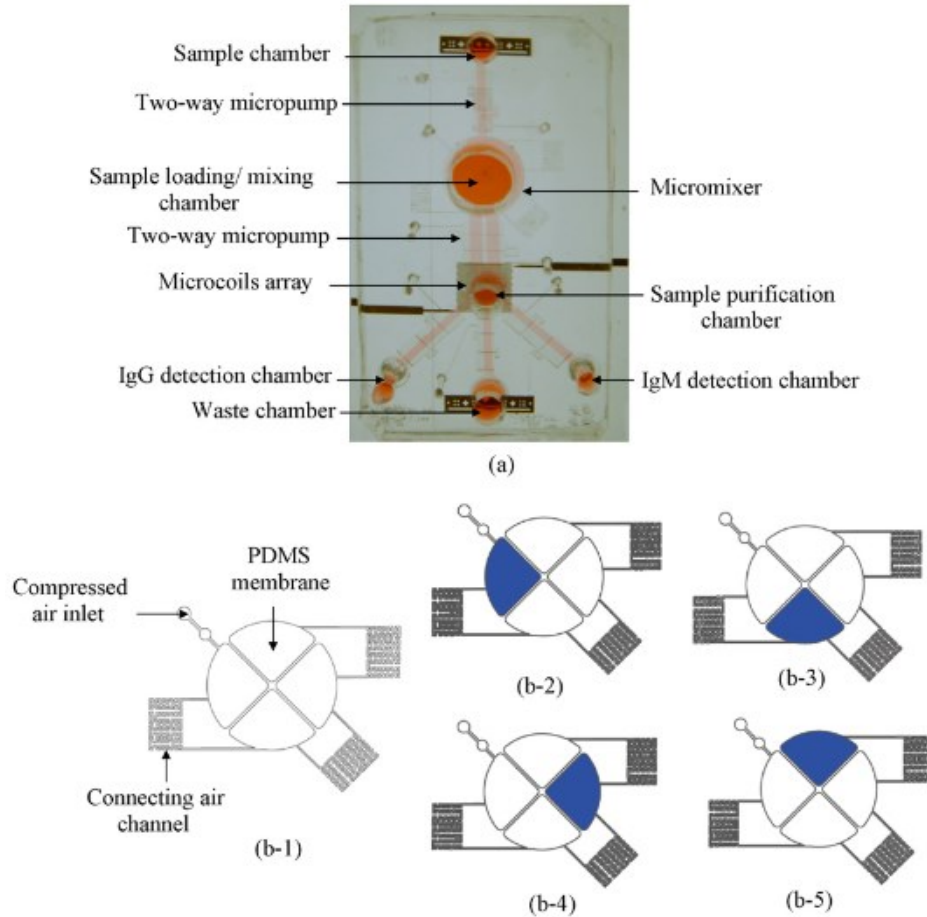 Sample chamber
Two-way micropump
Sample loading/ mixing
chamber
Micromixer
Two-way micropump
Microcoils array
Sample purification
chamber
IgG detection chamber
IgM detection chamber
Waste chamber
(a)
PDMS
membrane
Compressed
air inlet
Connecting air
channel
(b-1)
(b-2)
(b-3)
(b-4)
(b-5)